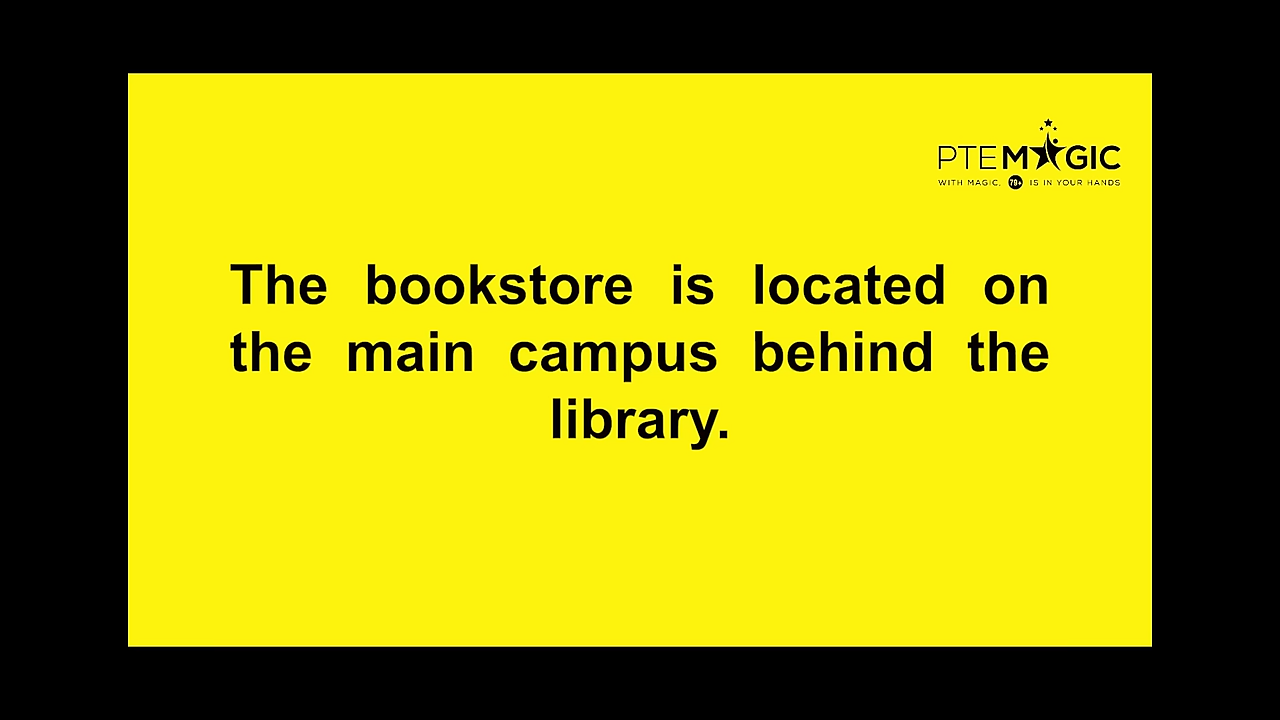 PTEMAGIC
WITH MAGIC, 79+ IS IN YOUR HANDS
The bookstore is located on
the main campus behind the
library.